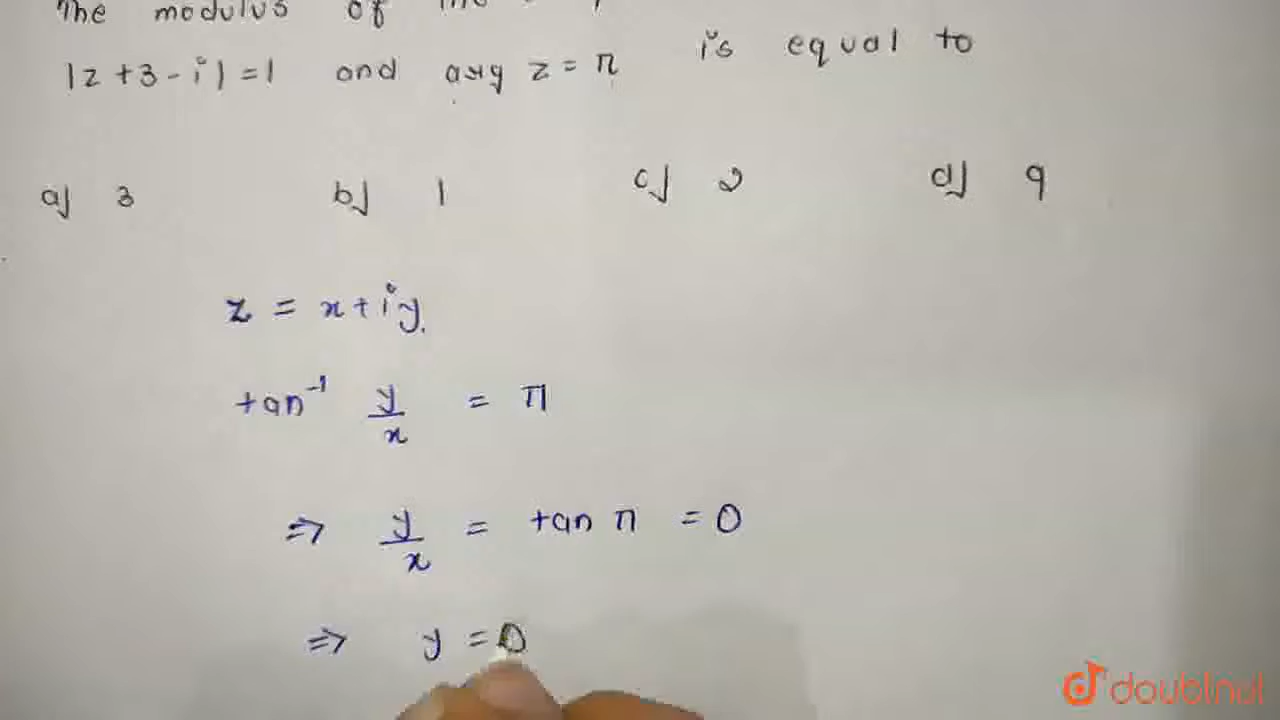 The modulus of the
|z + 3 - i| = 1 and arg z = π is equal to
a) 3 b) 1 c) 2 d) 9
z = x + iy.
tan⁻¹ y/x = π
⇒ y/x = tan π = 0
⇒ y = 0
doubtnut